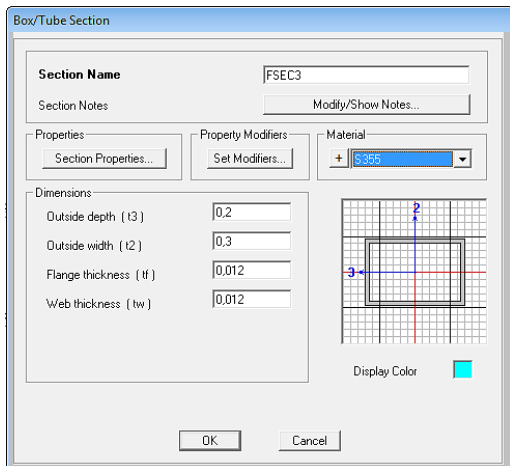 Box/Tube Section
Section Name FSEC3
Section Notes Modify/Show Notes...
Properties Property Modifiers Material
Section Properties... Set Modifiers... + S355
Dimensions
Outside depth ( t3 ) 0,2
Outside width ( t2 ) 0,3
Flange thickness ( tf ) 0,012
Web thickness ( tw ) 0,012
2
3
Display Color
OK Cancel